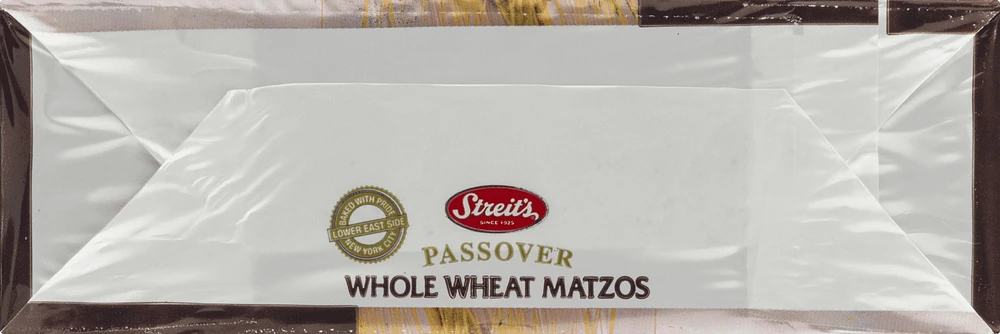 BAKED WITH PRIDE
LOWER EAST SIDE
NEW YORK CITY
Streit's
SINCE 1925
PASSOVER
WHOLE WHEAT MATZOS